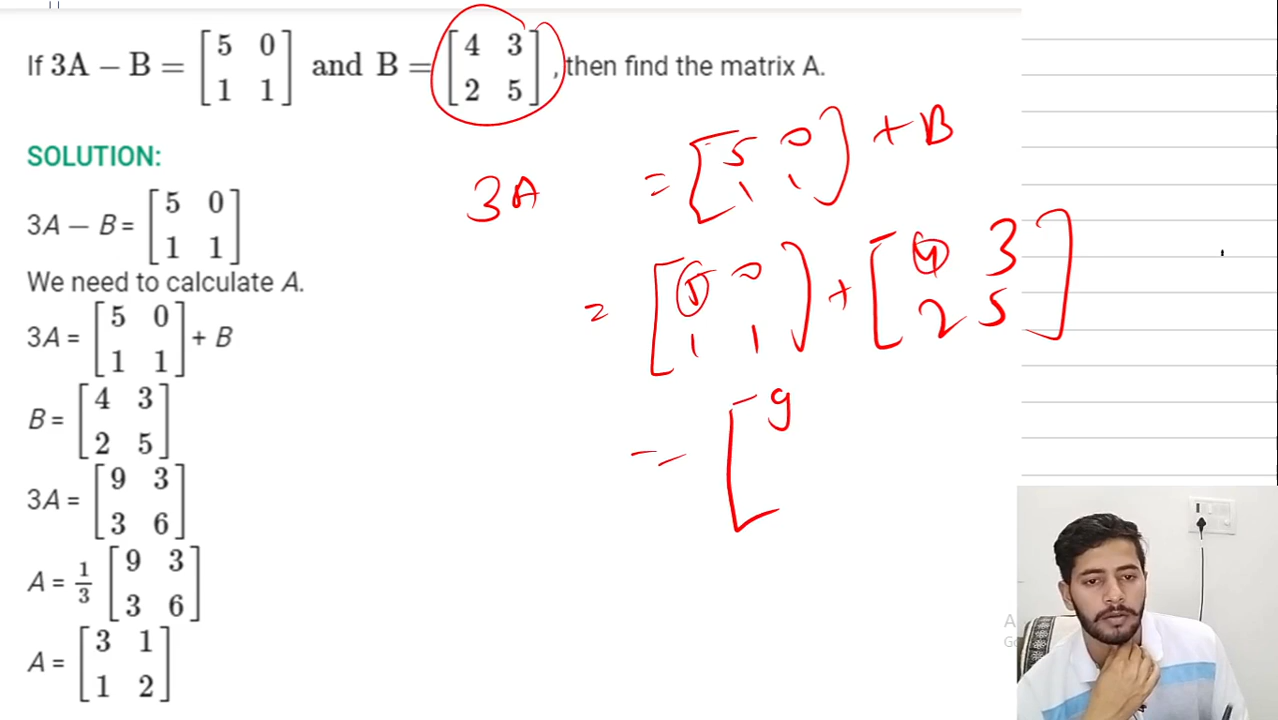 If 3A − B = [5 0 1 1] and B = [4 3 2 5], then find the matrix A.
SOLUTION:
3A − B = [5 0 1 1]
We need to calculate A.
3A = [5 0 1 1] + B
B = [4 3 2 5]
3A = [9 3 3 6]
A = 1/3 [9 3 3 6]
A = [3 1 1 2]
3A = [5 0 1 1] + B
= [5 0 1 1] + [4 3 2 5]
= [9